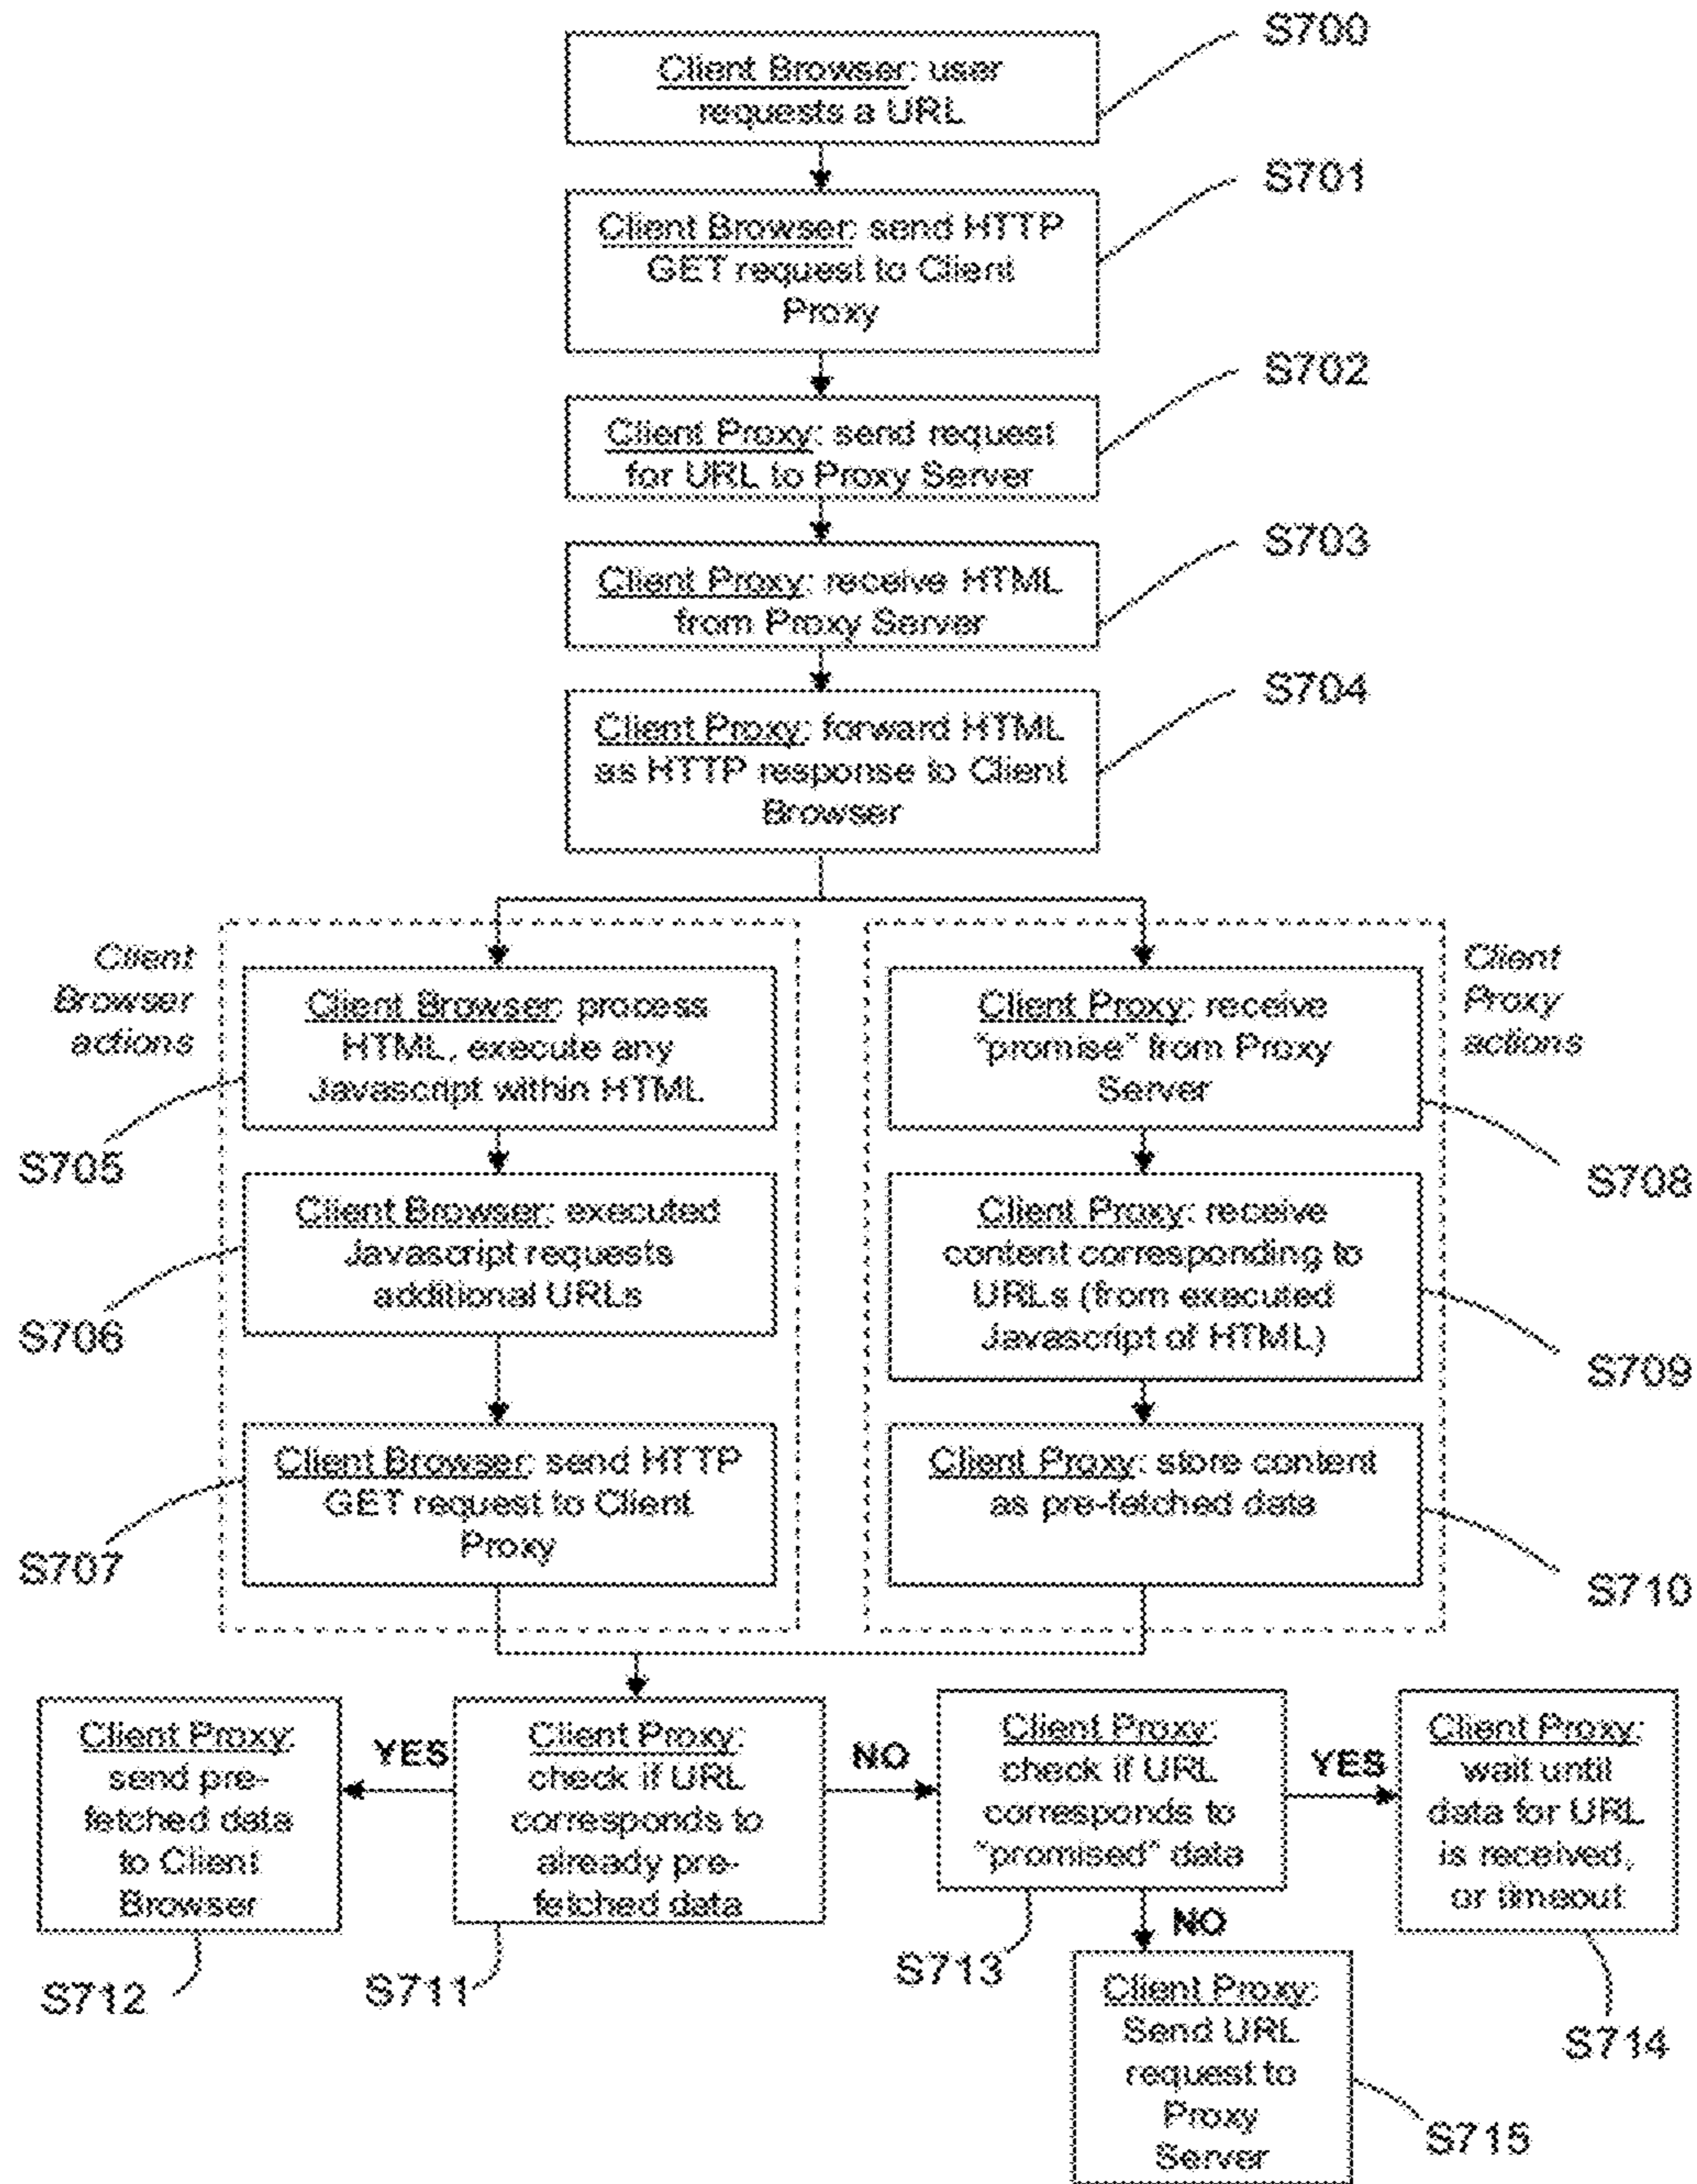 S700
Client Browser: user
requests a URL
S701
Client Browser: send HTTP
GET request to Client
Proxy
S702
Client Proxy: send request
for URL to Proxy Server
S703
Client Proxy: receive HTML
from Proxy Server
S704
Client Proxy: forward HTML
as HTTP response to Client
Browser
Client
Browser
actions
Client Browser: process
HTML, execute any
Javascript within HTML
S705
Client Browser: executed
Javascript requests
additional URLs
S706
Client Browser: send HTTP
GET request to Client
Proxy
S707
Client
Proxy
actions
Client Proxy: receive
"promise" from Proxy
Server
S708
Client Proxy: receive
content corresponding to
URLs (from executed
Javascript of HTML)
S709
Client Proxy: store content
as pre-fetched data
S710
Client Proxy:
send pre-
fetched data
to Client
Browser
S712
YES
Client Proxy:
check if URL
corresponds to
already pre-
fetched data
S711
NO
Client Proxy:
check if URL
corresponds to
"promised" data
S713
YES
Client Proxy:
wait until
data for URL
is received,
or timeout
S714
NO
Client Proxy:
Send URL
request to
Proxy
Server
S715